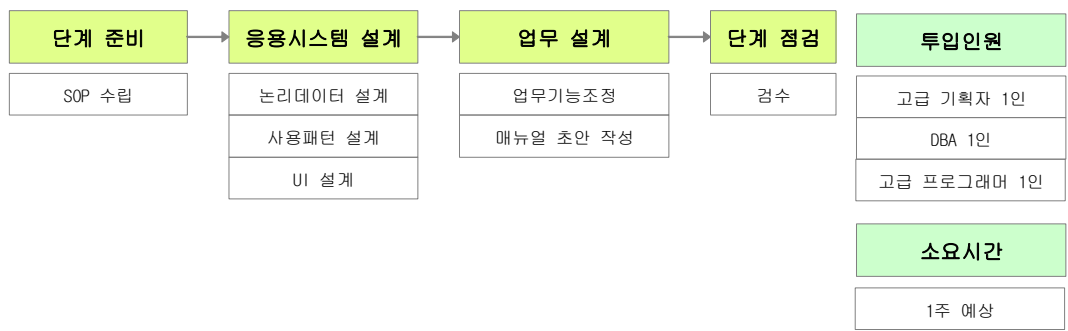 단계 준비
SOP 수립
응용시스템 설계
논리데이터 설계
사용패턴 설계
UI 설계
업무 설계
업무기능조정
매뉴얼 초안 작성
단계 점검
검수
투입인원
고급 기획자 1인
DBA 1인
고급 프로그래머 1인
소요시간
1주 예상